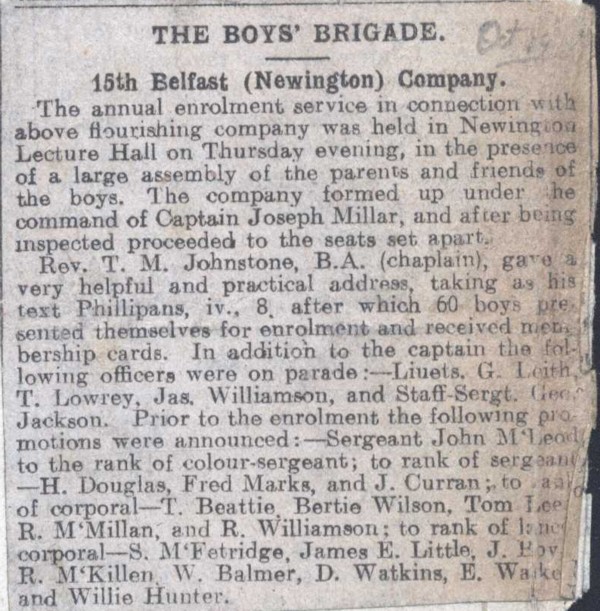 THE BOYS' BRIGADE.
Oct 19
15th Belfast (Newington) Company.
The annual enrolment service in connection with
above flourishing company was held in Newington
Lecture Hall on Thursday evening, in the presence
of a large assembly of the parents and friends of
the boys. The company formed up under the
command of Captain Joseph Millar, and after being
inspected proceeded to the seats set apart.
Rev. T. M. Johnstone, B.A. (chaplain), gave a
very helpful and practical address, taking as his
text Phillipans, iv., 8, after which 60 boys pre-
sented themselves for enrolment and received mem-
bership cards. In addition to the captain the fol-
lowing officers were on parade:—Liuets. G. Leith,
T. Lowrey, Jas. Williamson, and Staff-Sergt. Geo.
Jackson. Prior to the enrolment the following pro-
motions were announced:—Sergeant John M'Leod
to the rank of colour-sergeant; to rank of sergeant
—H. Douglas, Fred Marks, and J. Curran; to rank
of corporal—T. Beattie, Bertie Wilson, Tom Lee,
R. M'Millan, and R. Williamson; to rank of lance
corporal—S. M'Fetridge, James E. Little, J.
R. M'Killen, W. Balmer, D. Watkins, E.
and Willie Hunter.